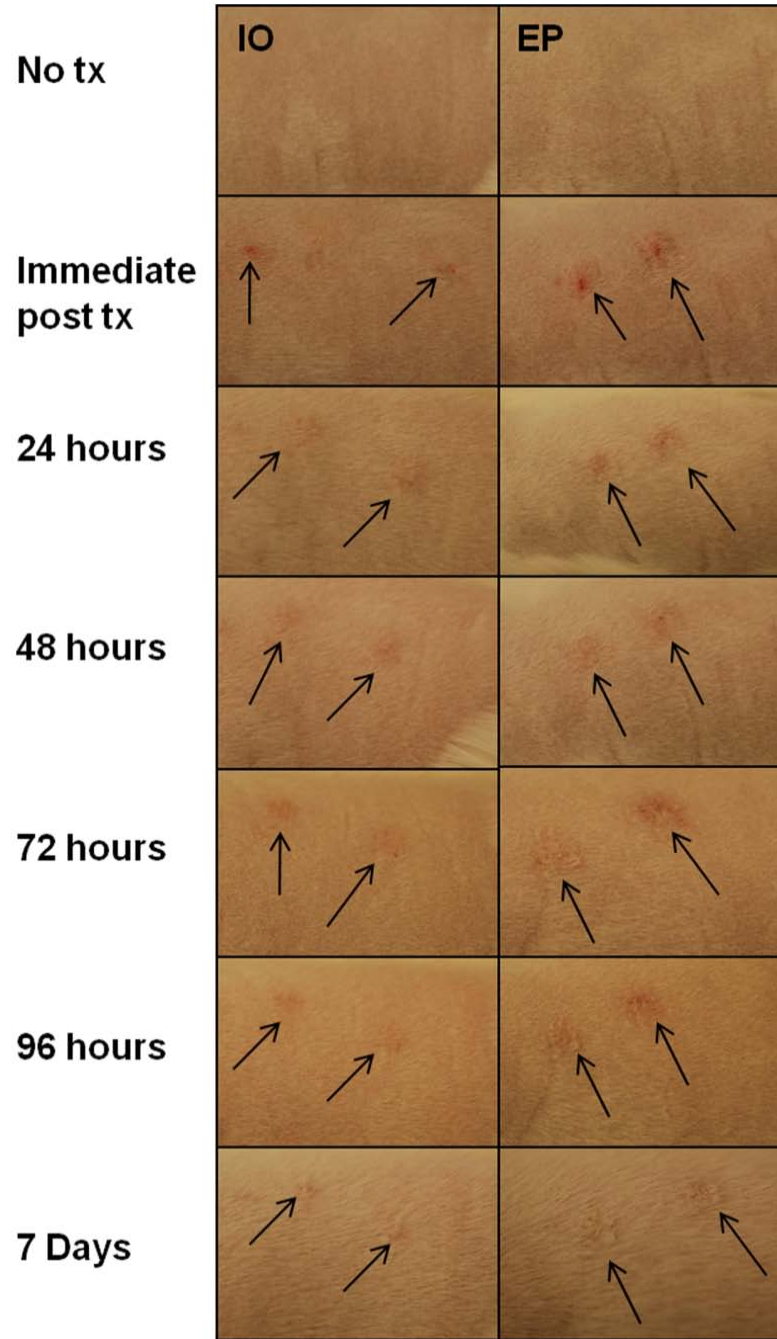 IO EP
No tx
Immediate
post tx
24 hours
48 hours
72 hours
96 hours
7 Days